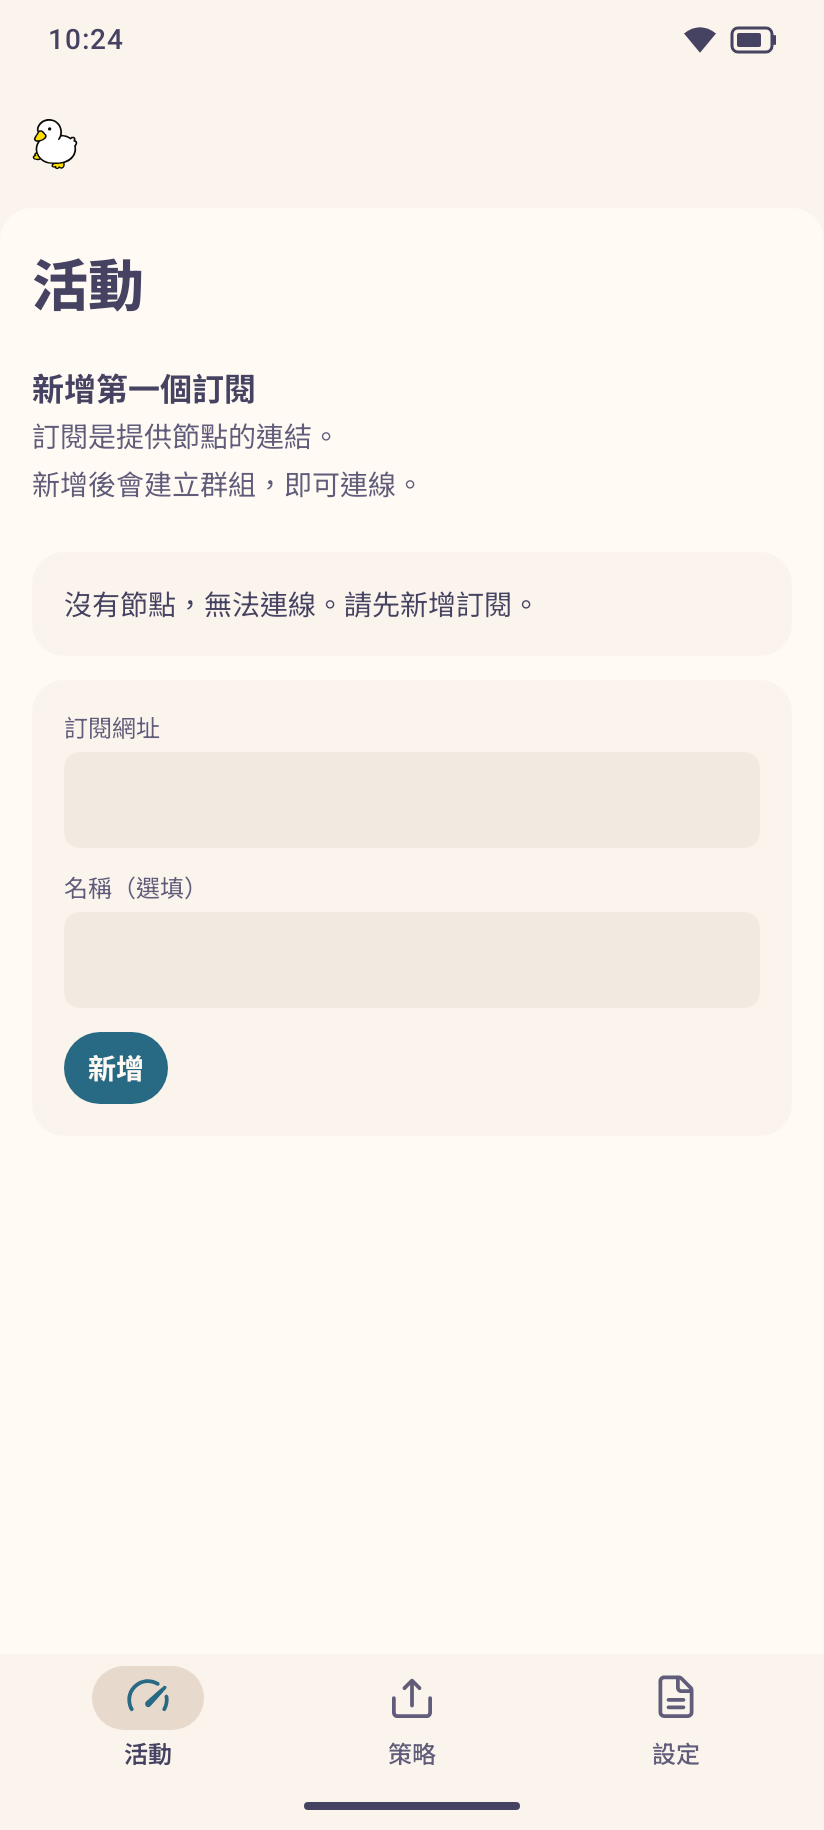 10:24
活動
新增第一個訂閱
訂閱是提供節點的連結。
新增後會建立群組，即可連線。
沒有節點，無法連線。請先新增訂閱。
訂閱網址
名稱（選填）
新增
活動
策略
設定